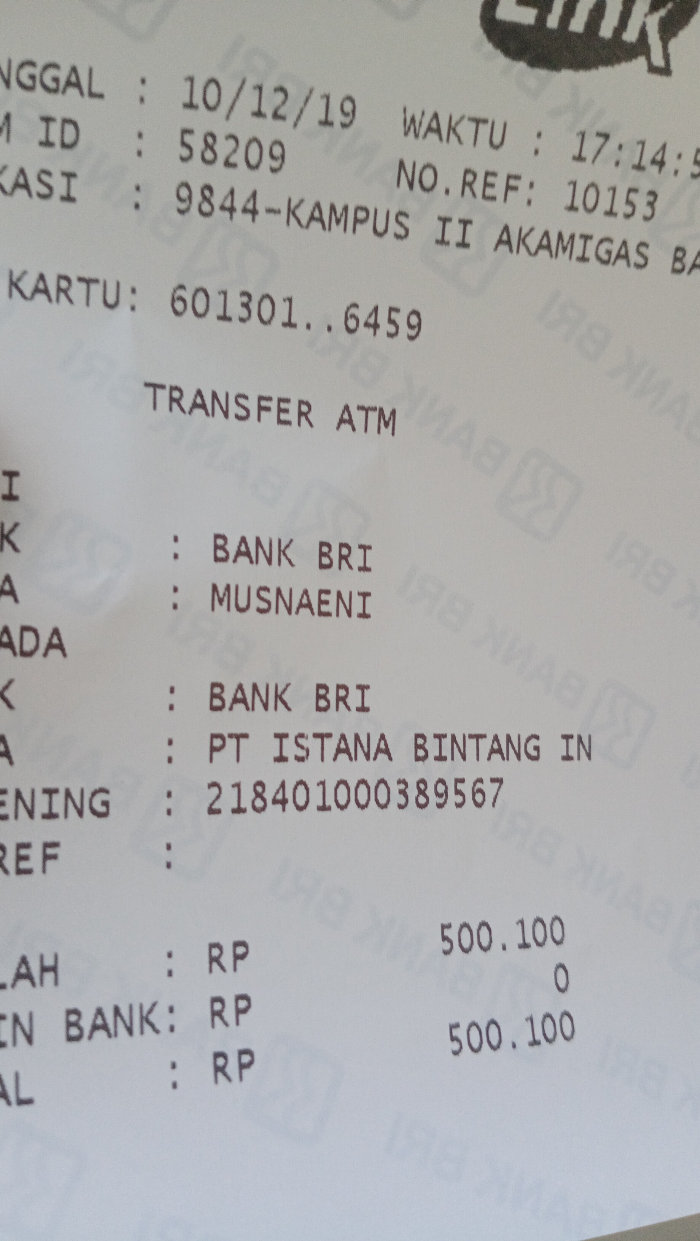 Link
NGGAL : 10/12/19 WAKTU : 17:14:5
M ID : 58209 NO.REF: 10153
KASI : 9844-KAMPUS II AKAMIGAS BA
KARTU: 601301..6459
TRANSFER ATM
I
K : BANK BRI
A : MUSNAENI
ADA
K : BANK BRI
A : PT ISTANA BINTANG IN
ENING : 218401000389567
REF :
LAH : RP 500.100
IN BANK: RP 0
AL : RP 500.100